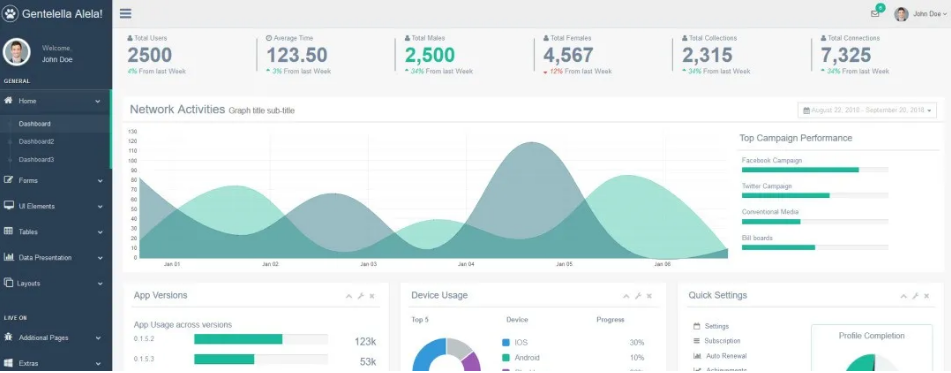 Gentelella Alela!
6
John Doe
Welcome,
John Doe
GENERAL
Home
Dashboard
Dashboard2
Dashboard3
Forms
UI Elements
Tables
Data Presentation
Layouts
LIVE ON
Additional Pages
Extras
Total Users
2500
4% From last Week
Average Time
123.50
3% From last Week
Total Males
2,500
34% From last Week
Total Females
4,567
12% From last Week
Total Collections
2,315
34% From last Week
Total Connections
7,325
34% From last Week
Network Activities Graph title sub-title
August 22, 2016 - September 20, 2016
130
120
110
100
90
80
70
60
50
40
30
20
10
0
Jan 01
Jan 02
Jan 03
Jan 04
Jan 05
Jan 06
Top Campaign Performance
Facebook Campaign
Twitter Campaign
Conventional Media
Bill boards
App Versions
App Usage across versions
0.1.5.2 123k
0.1.5.3 53k
Device Usage
Top 5 Device Progress
IOS 30%
Android 10%
Quick Settings
Settings
Subscription
Auto Renewal
Achievements
Profile Completion